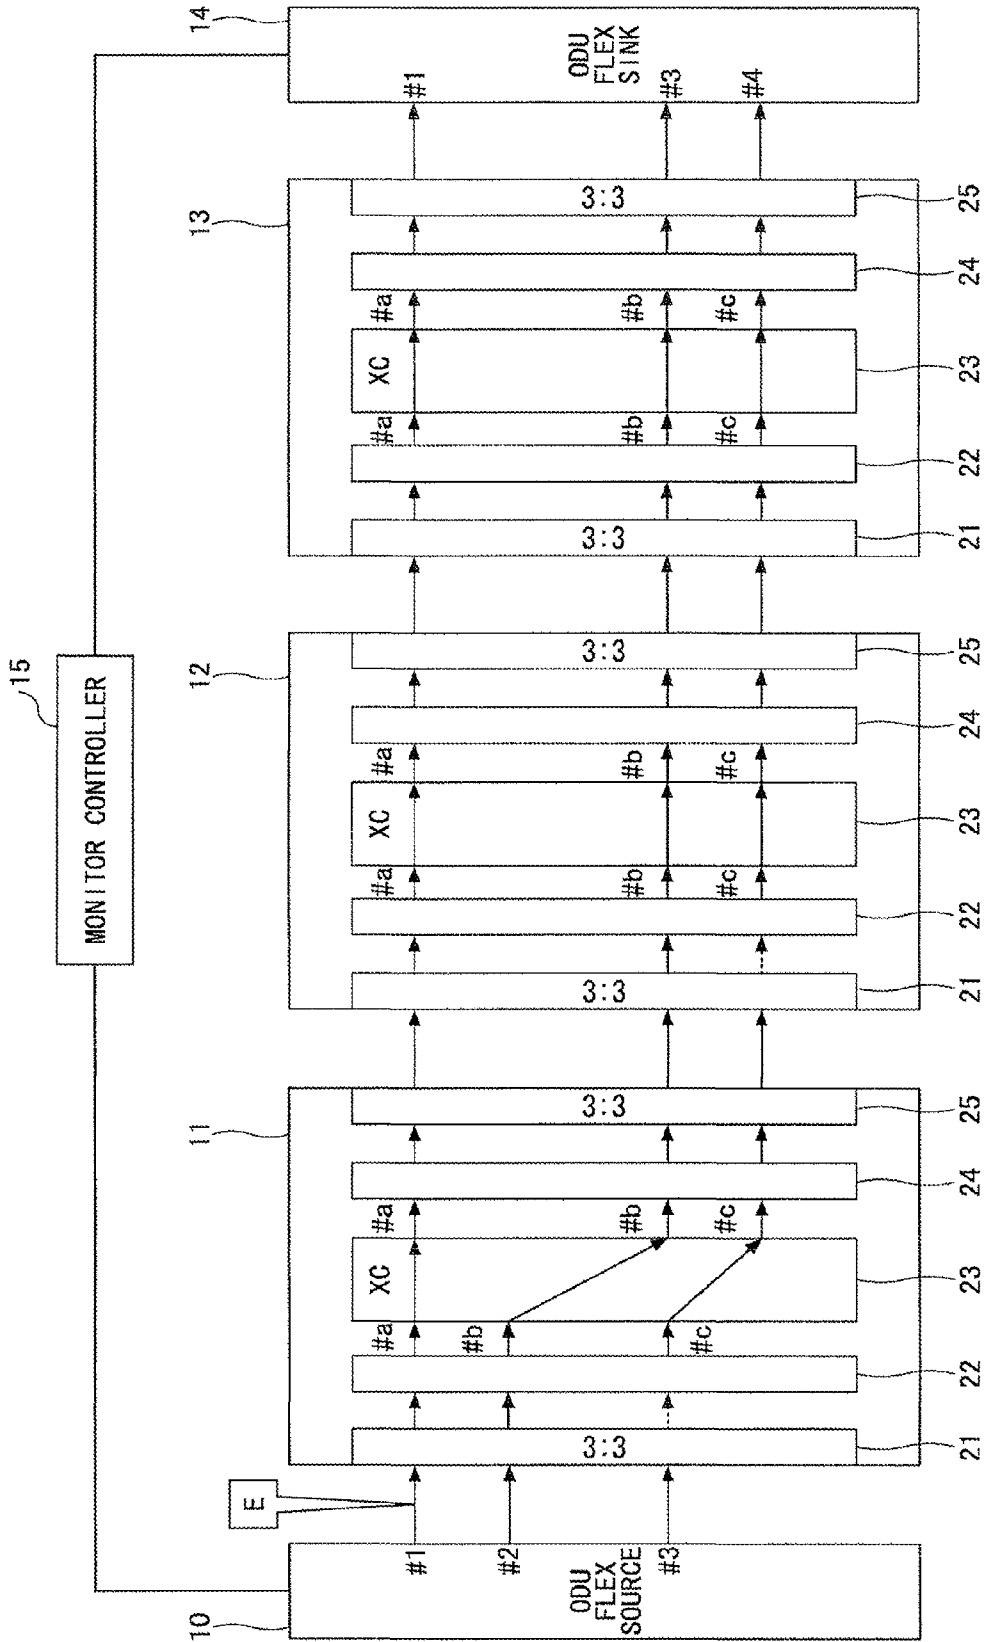 15
MONITOR CONTROLLER
10
ODU
FLEX
SOURCE
#1
#2
#3
E
11
3:3
21
22
#a
#b
#c
XC
23
#a
#b
#c
24
3:3
25
12
3:3
21
22
#a
#b
#c
XC
23
#a
#b
#c
24
3:3
25
13
3:3
21
22
#a
#b
#c
XC
23
#a
#b
#c
24
3:3
25
14
#1
#3
#4
ODU
FLEX
SINK